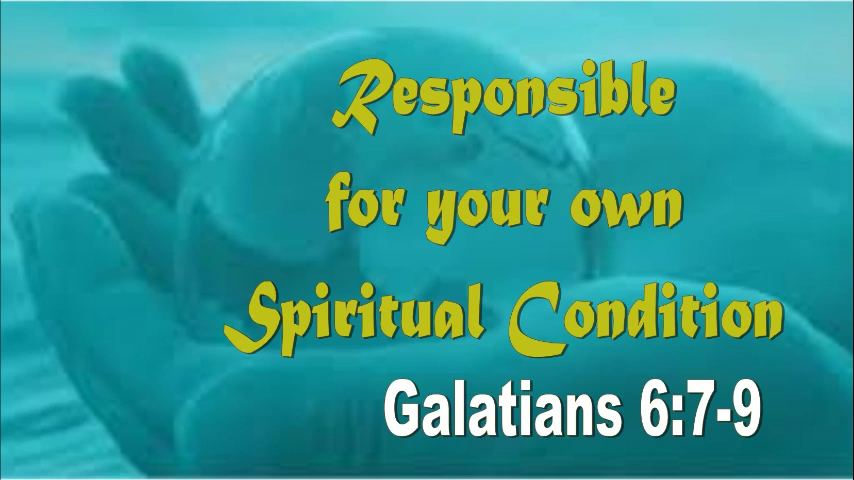 Responsible
for your own
Spiritual Condition
Galatians 6:7-9